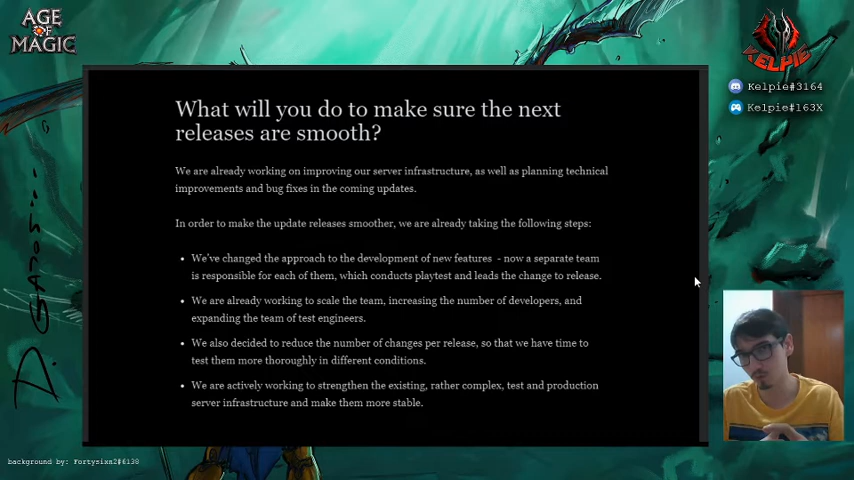 AGE
OF
MAGIC
KELPIE
Kelpie#3164
Kelpie#163X
What will you do to make sure the next
releases are smooth?
We are already working on improving our server infrastructure, as well as planning technical
improvements and bug fixes in the coming updates.
In order to make the update releases smoother, we are already taking the following steps:
• We've changed the approach to the development of new features - now a separate team
is responsible for each of them, which conducts playtest and leads the change to release.
• We are already working to scale the team, increasing the number of developers, and
expanding the team of test engineers.
• We also decided to reduce the number of changes per release, so that we have time to
test them more thoroughly in different conditions.
• We are actively working to strengthen the existing, rather complex, test and production
server infrastructure and make them more stable.
background by: